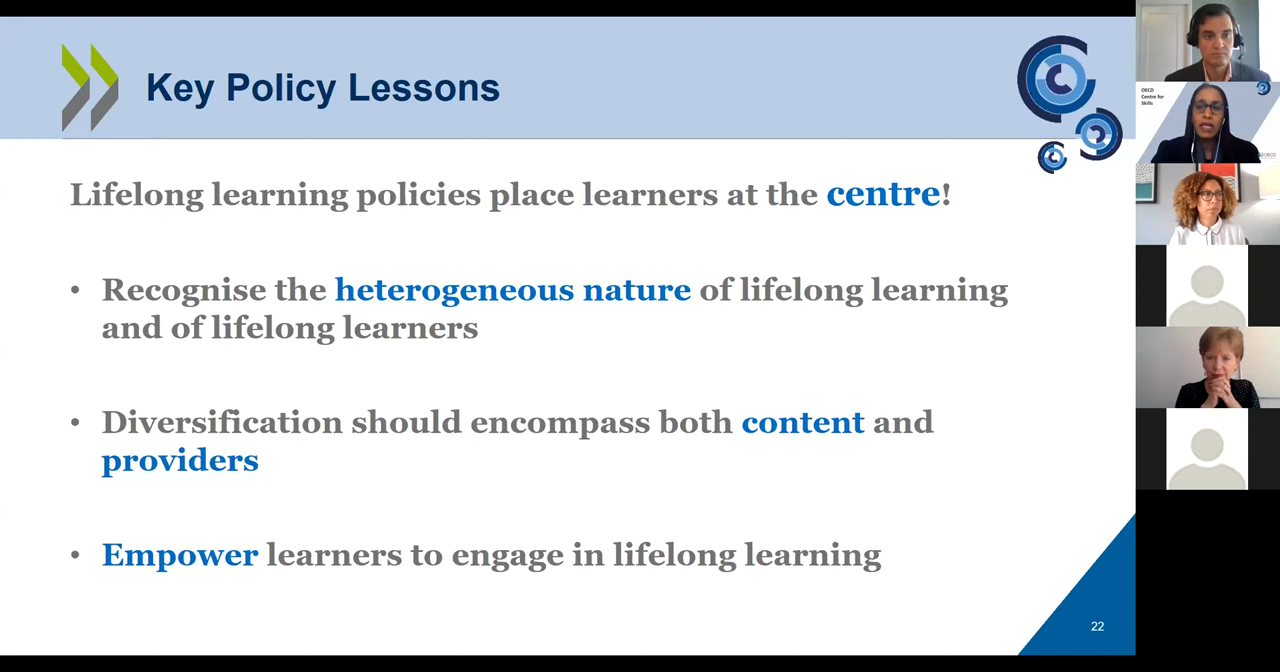 Key Policy Lessons
Lifelong learning policies place learners at the centre!
• Recognise the heterogeneous nature of lifelong learning
and of lifelong learners
• Diversification should encompass both content and
providers
• Empower learners to engage in lifelong learning
22
OECD
Centre for
Skills
OECD